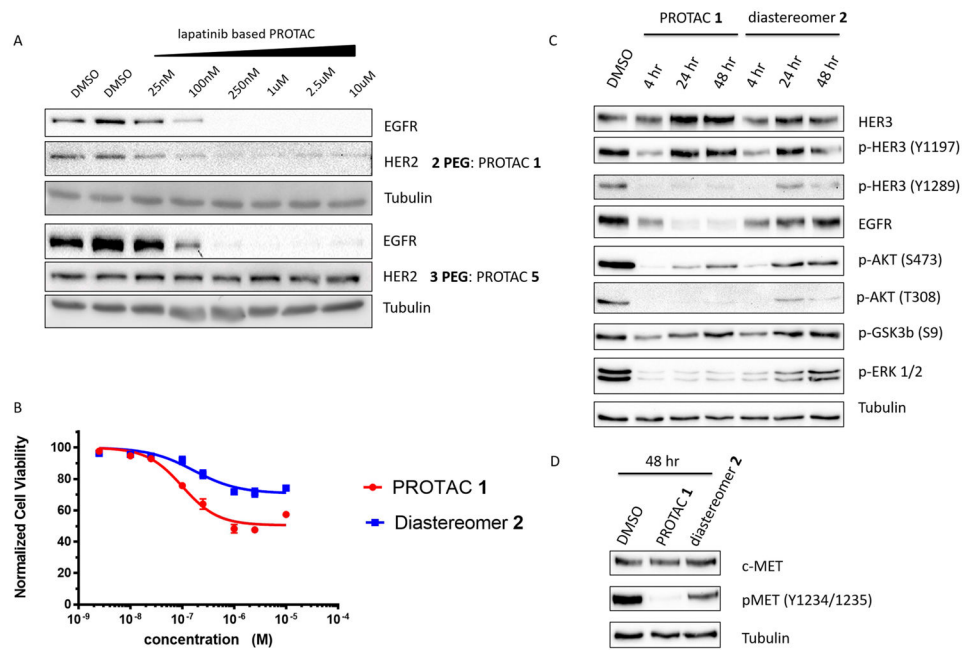 A
lapatinib based PROTAC
DMSO
DMSO
25nM
100nM
250nM
1uM
2.5uM
10uM
EGFR
HER2 2 PEG: PROTAC 1
Tubulin
EGFR
HER2 3 PEG: PROTAC 5
Tubulin
B
Normalized Cell Viability
100
80
60
40
20
0
10-9
10-8
10-7
10-6
10-5
10-4
concentration (M)
PROTAC 1
Diastereomer 2
C
PROTAC 1
diastereomer 2
DMSO
4 hr
24 hr
48 hr
4 hr
24 hr
48 hr
HER3
p-HER3 (Y1197)
p-HER3 (Y1289)
EGFR
p-AKT (S473)
p-AKT (T308)
p-GSK3b (S9)
p-ERK 1/2
Tubulin
D
48 hr
DMSO
PROTAC 1
diastereomer 2
c-MET
pMET (Y1234/1235)
Tubulin